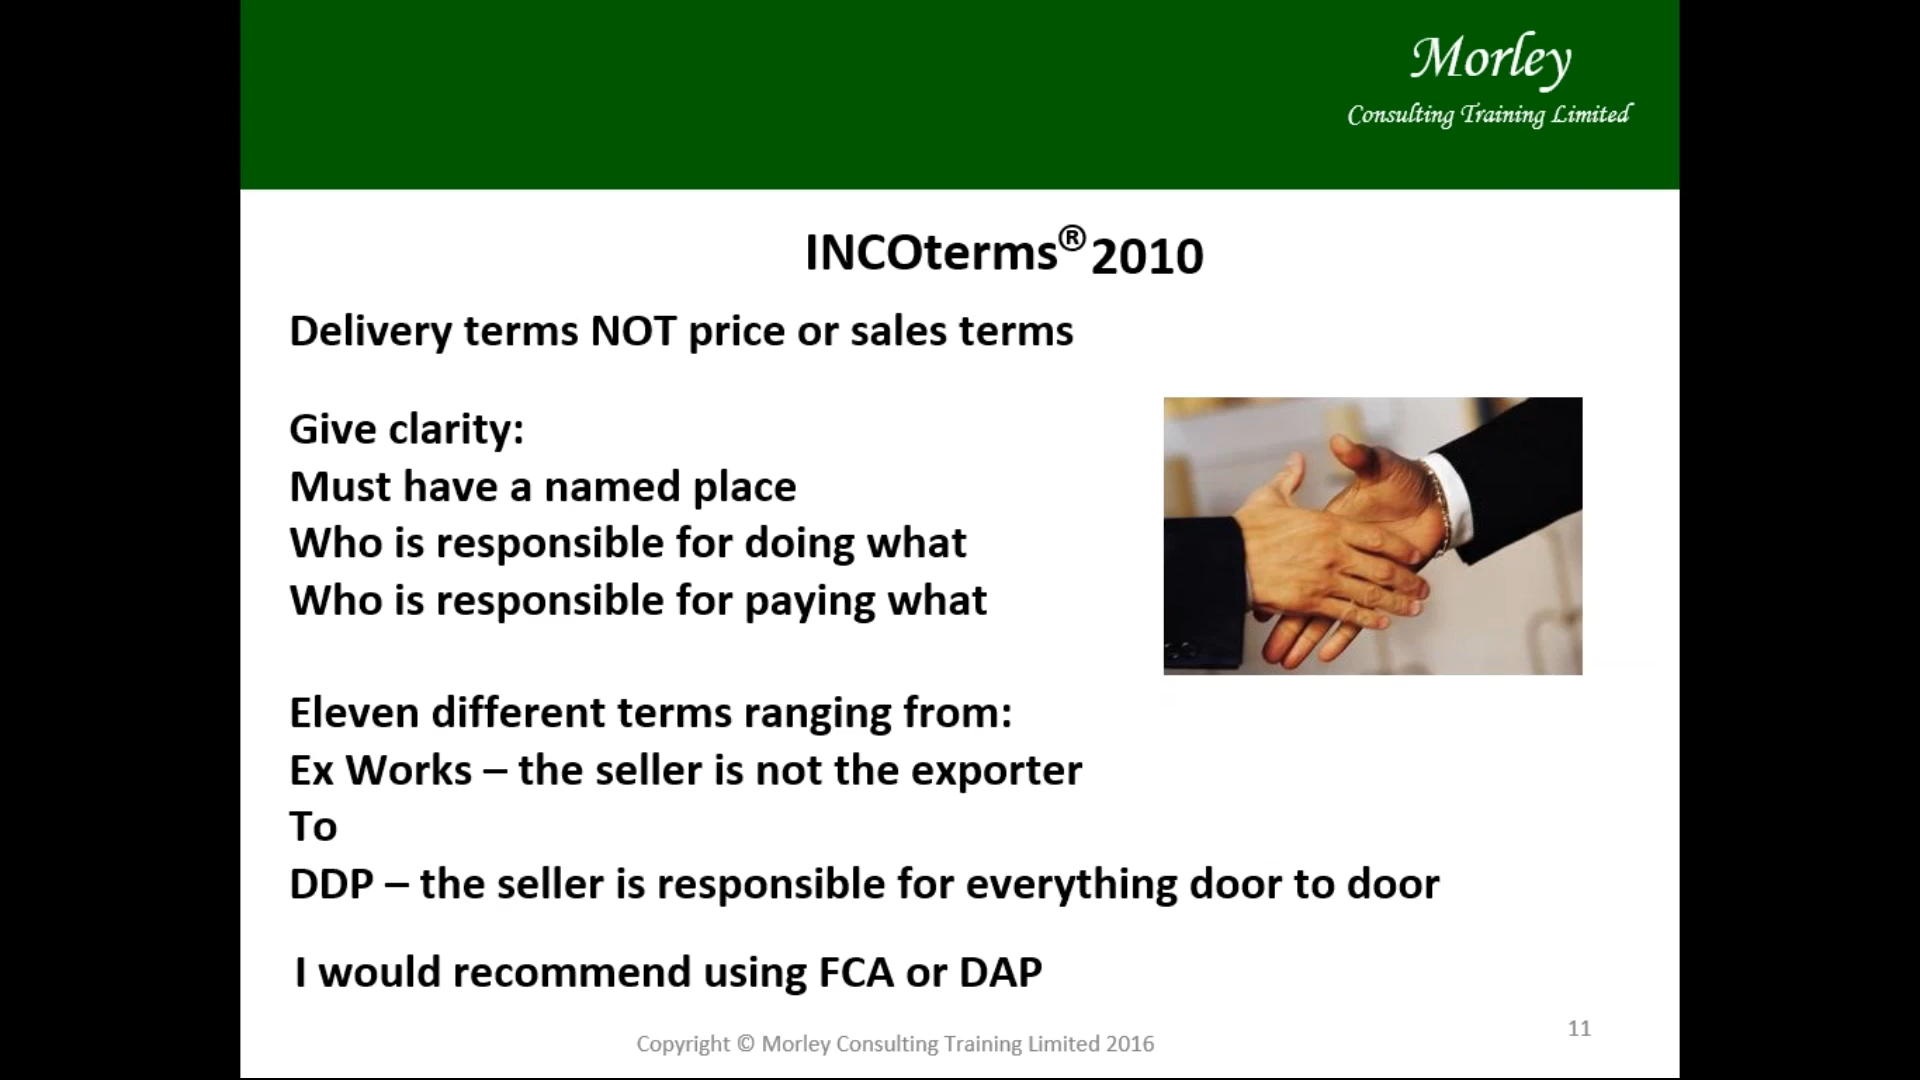 Morley
Consulting Training Limited
INCOterms®2010
Delivery terms NOT price or sales terms
Give clarity:
Must have a named place
Who is responsible for doing what
Who is responsible for paying what
Eleven different terms ranging from:
Ex Works – the seller is not the exporter
To
DDP – the seller is responsible for everything door to door
I would recommend using FCA or DAP
Copyright © Morley Consulting Training Limited 2016
11